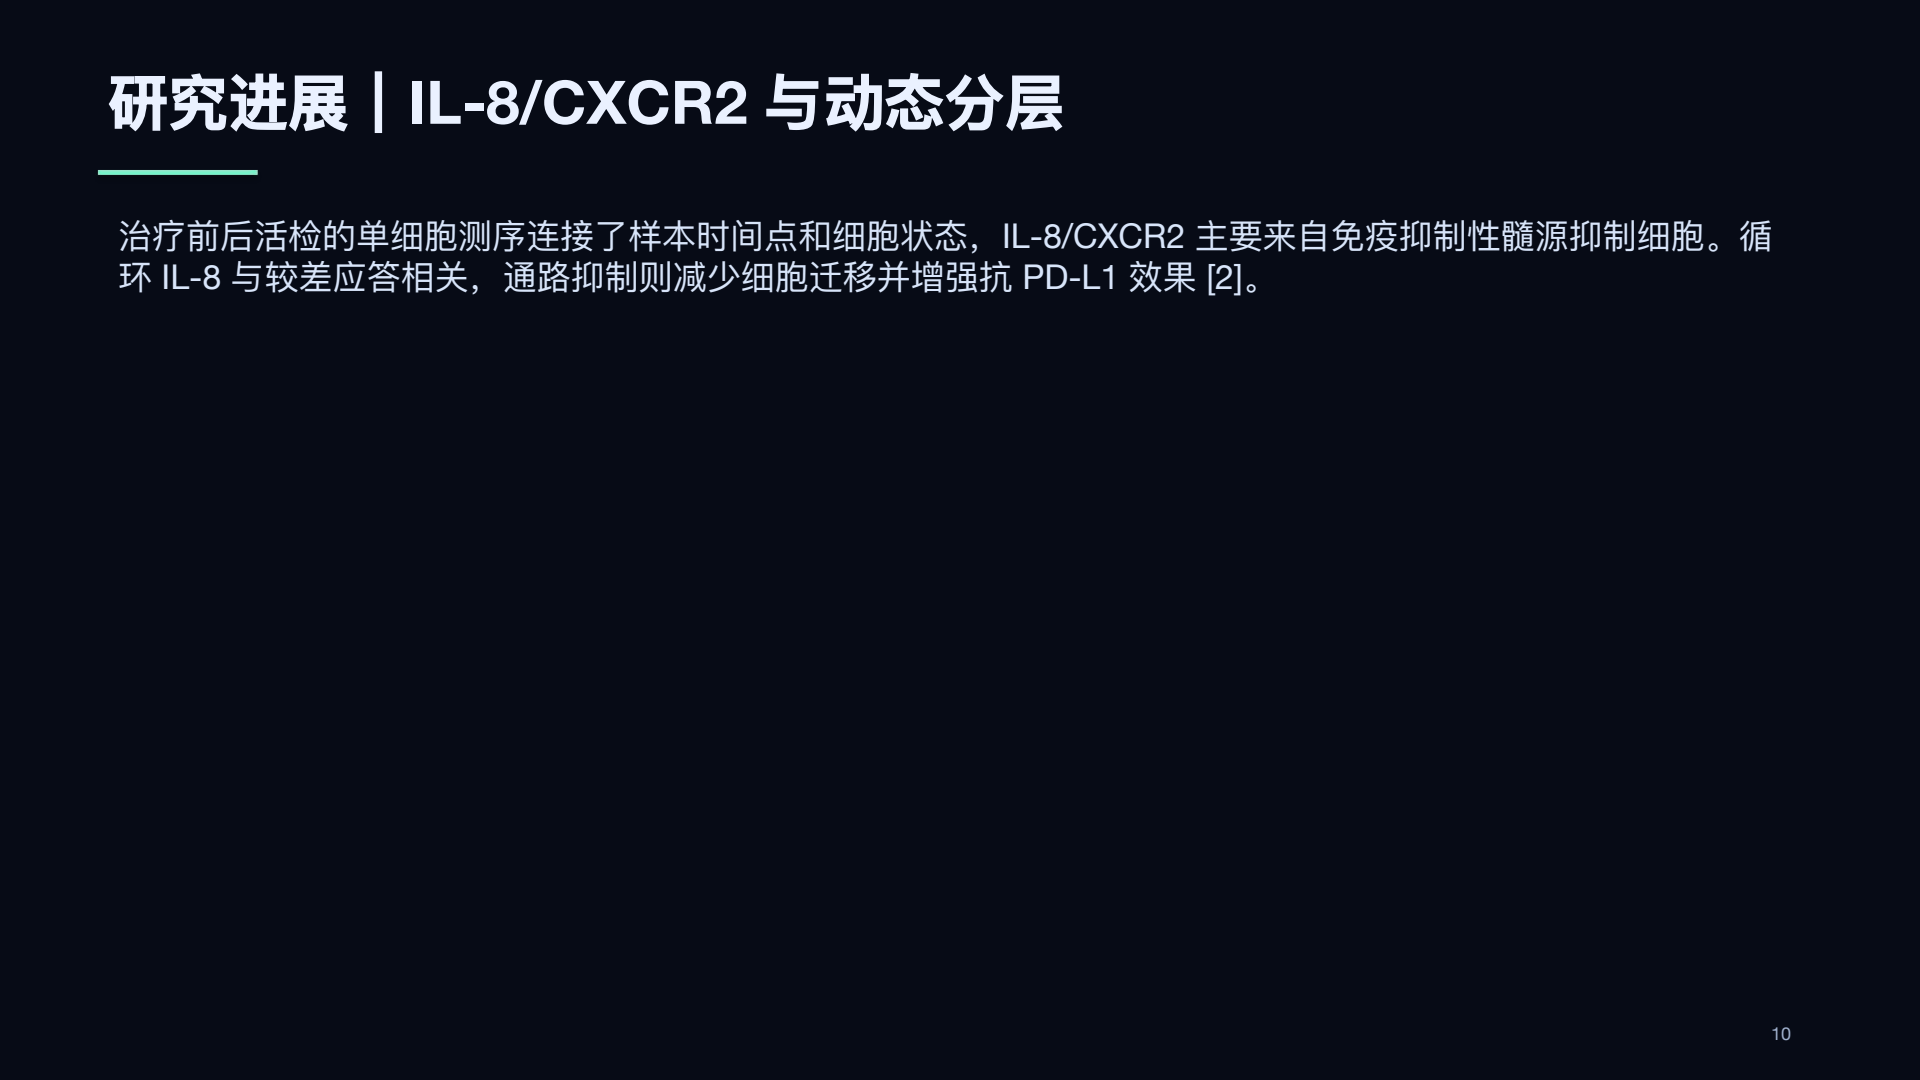 研究进展｜IL-8/CXCR2 与动态分层
治疗前后活检的单细胞测序连接了样本时间点和细胞状态，IL-8/CXCR2 主要来自免疫抑制性髓源抑制细胞。循
环 IL-8 与较差应答相关，通路抑制则减少细胞迁移并增强抗 PD-L1 效果 [2]。
10